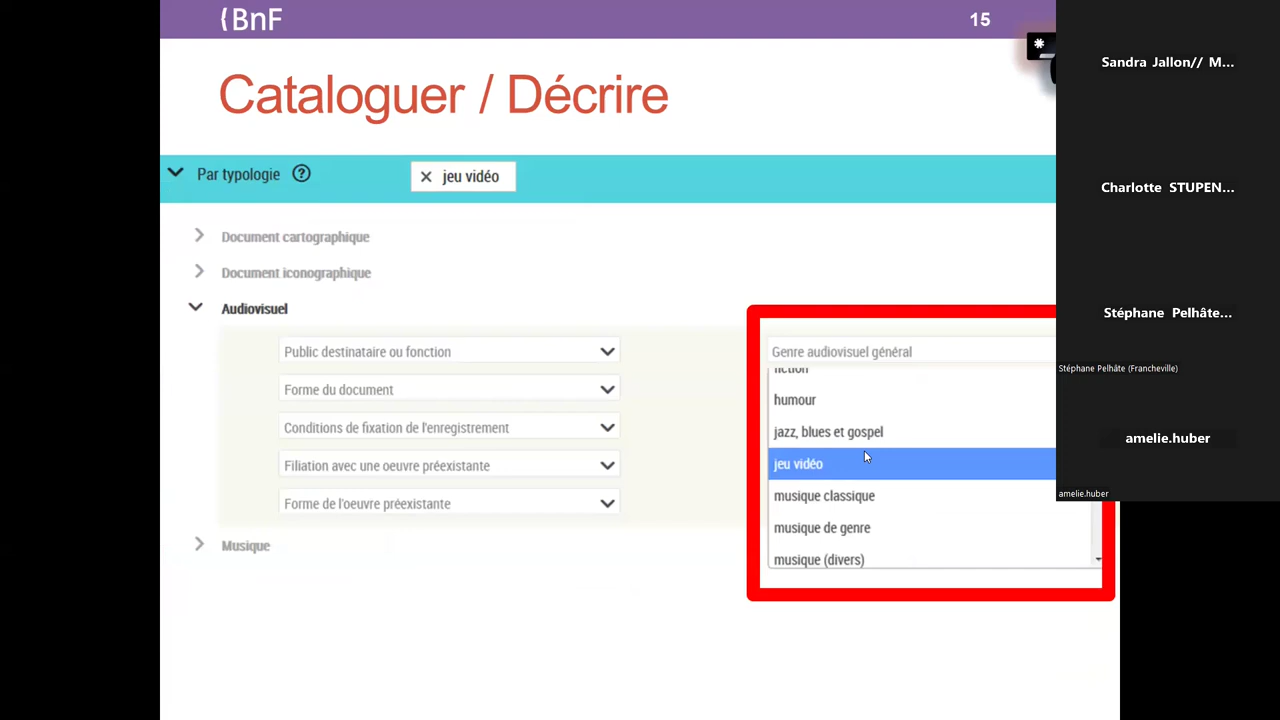 BnF
15
Cataloguer / Décrire
Par typologie
jeu vidéo
Document cartographique
Document iconographique
Audiovisuel
Public destinataire ou fonction
Forme du document
Conditions de fixation de l'enregistrement
Filiation avec une oeuvre préexistante
Forme de l'oeuvre préexistante
Musique
Genre audiovisuel général
fiction
humour
jazz, blues et gospel
jeu vidéo
musique classique
musique de genre
musique (divers)
Sandra Jallon// M...
Charlotte STUPEN...
Stéphane Pelhâte...
Stéphane Pelhâte (Francheville)
amelie.huber
amelie.huber